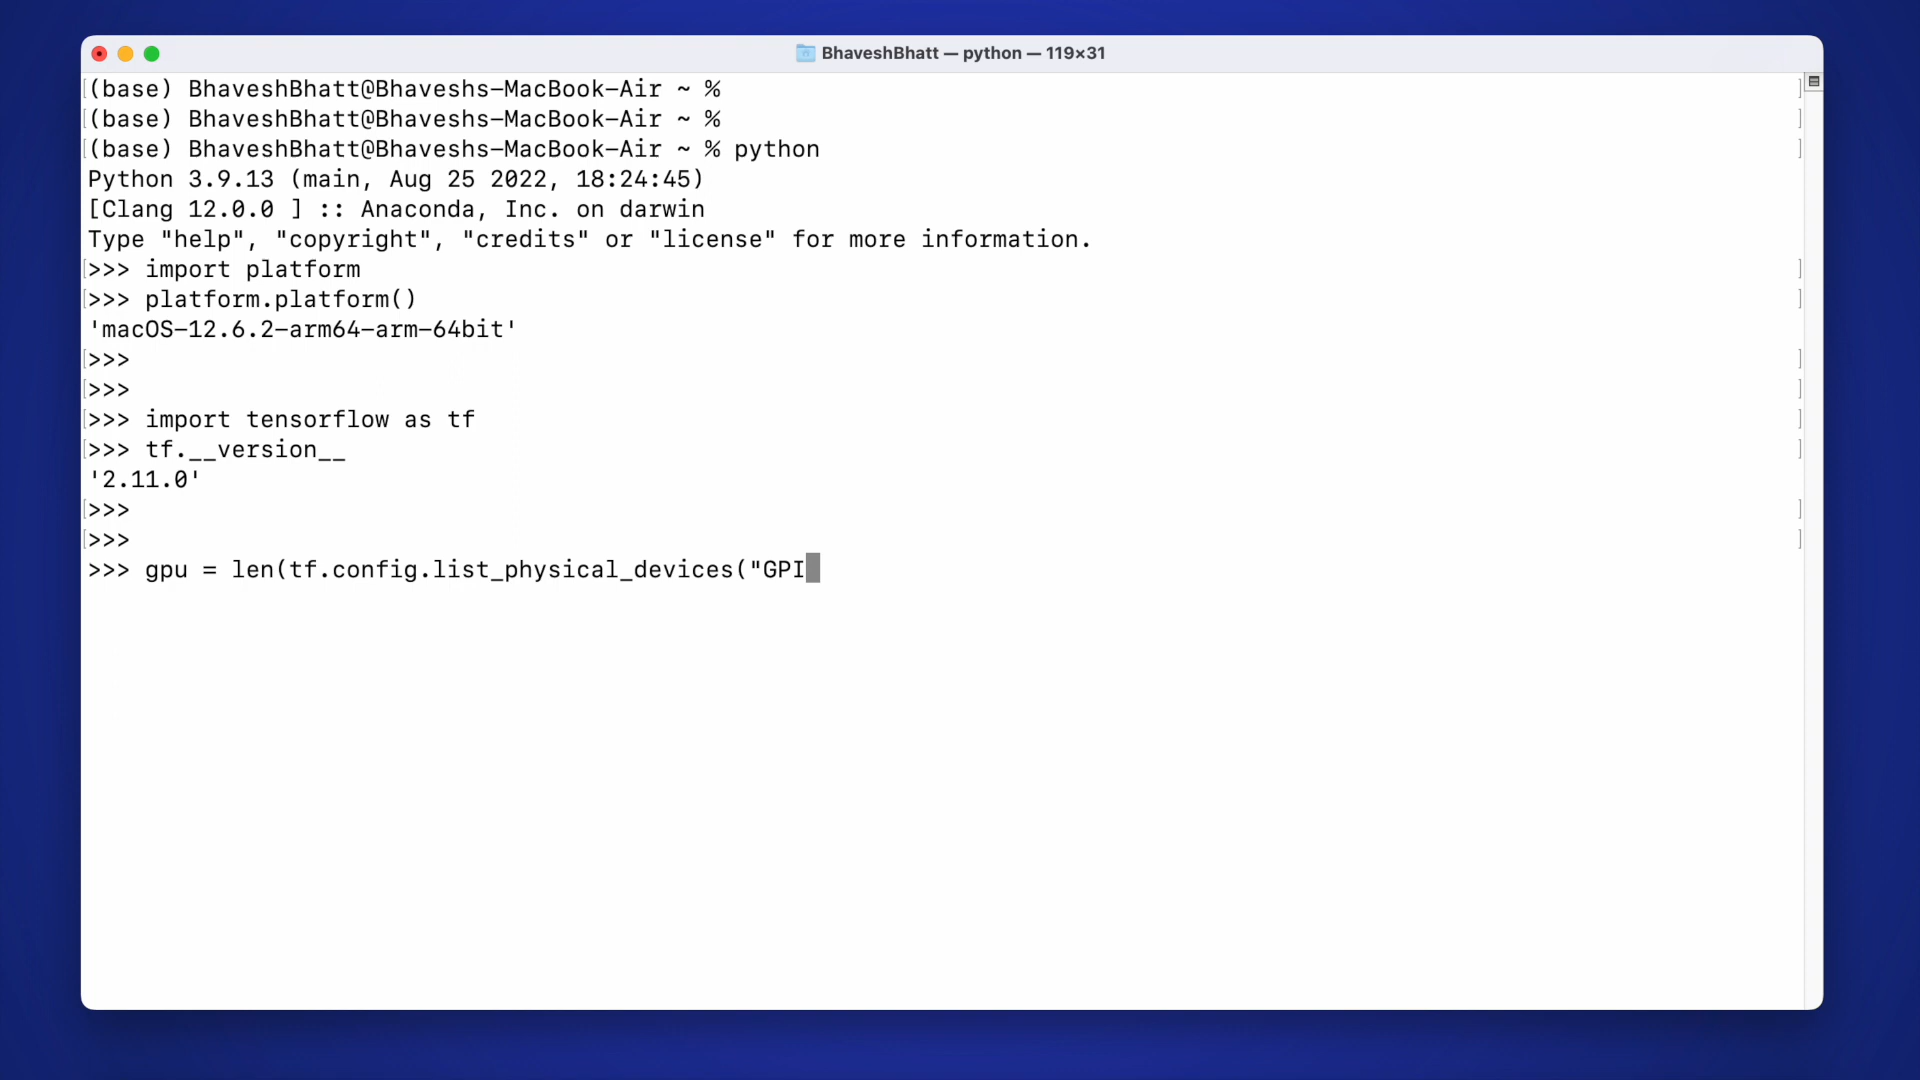 BhaveshBhatt — python — 119×31
(base) BhaveshBhatt@Bhaveshs-MacBook-Air ~ %
(base) BhaveshBhatt@Bhaveshs-MacBook-Air ~ %
(base) BhaveshBhatt@Bhaveshs-MacBook-Air ~ % python
Python 3.9.13 (main, Aug 25 2022, 18:24:45)
[Clang 12.0.0 ] :: Anaconda, Inc. on darwin
Type "help", "copyright", "credits" or "license" for more information.
>>> import platform
>>> platform.platform()
'macOS-12.6.2-arm64-arm-64bit'
>>>
>>>
>>> import tensorflow as tf
>>> tf.__version__
'2.11.0'
>>>
>>>
>>> gpu = len(tf.config.list_physical_devices("GPI